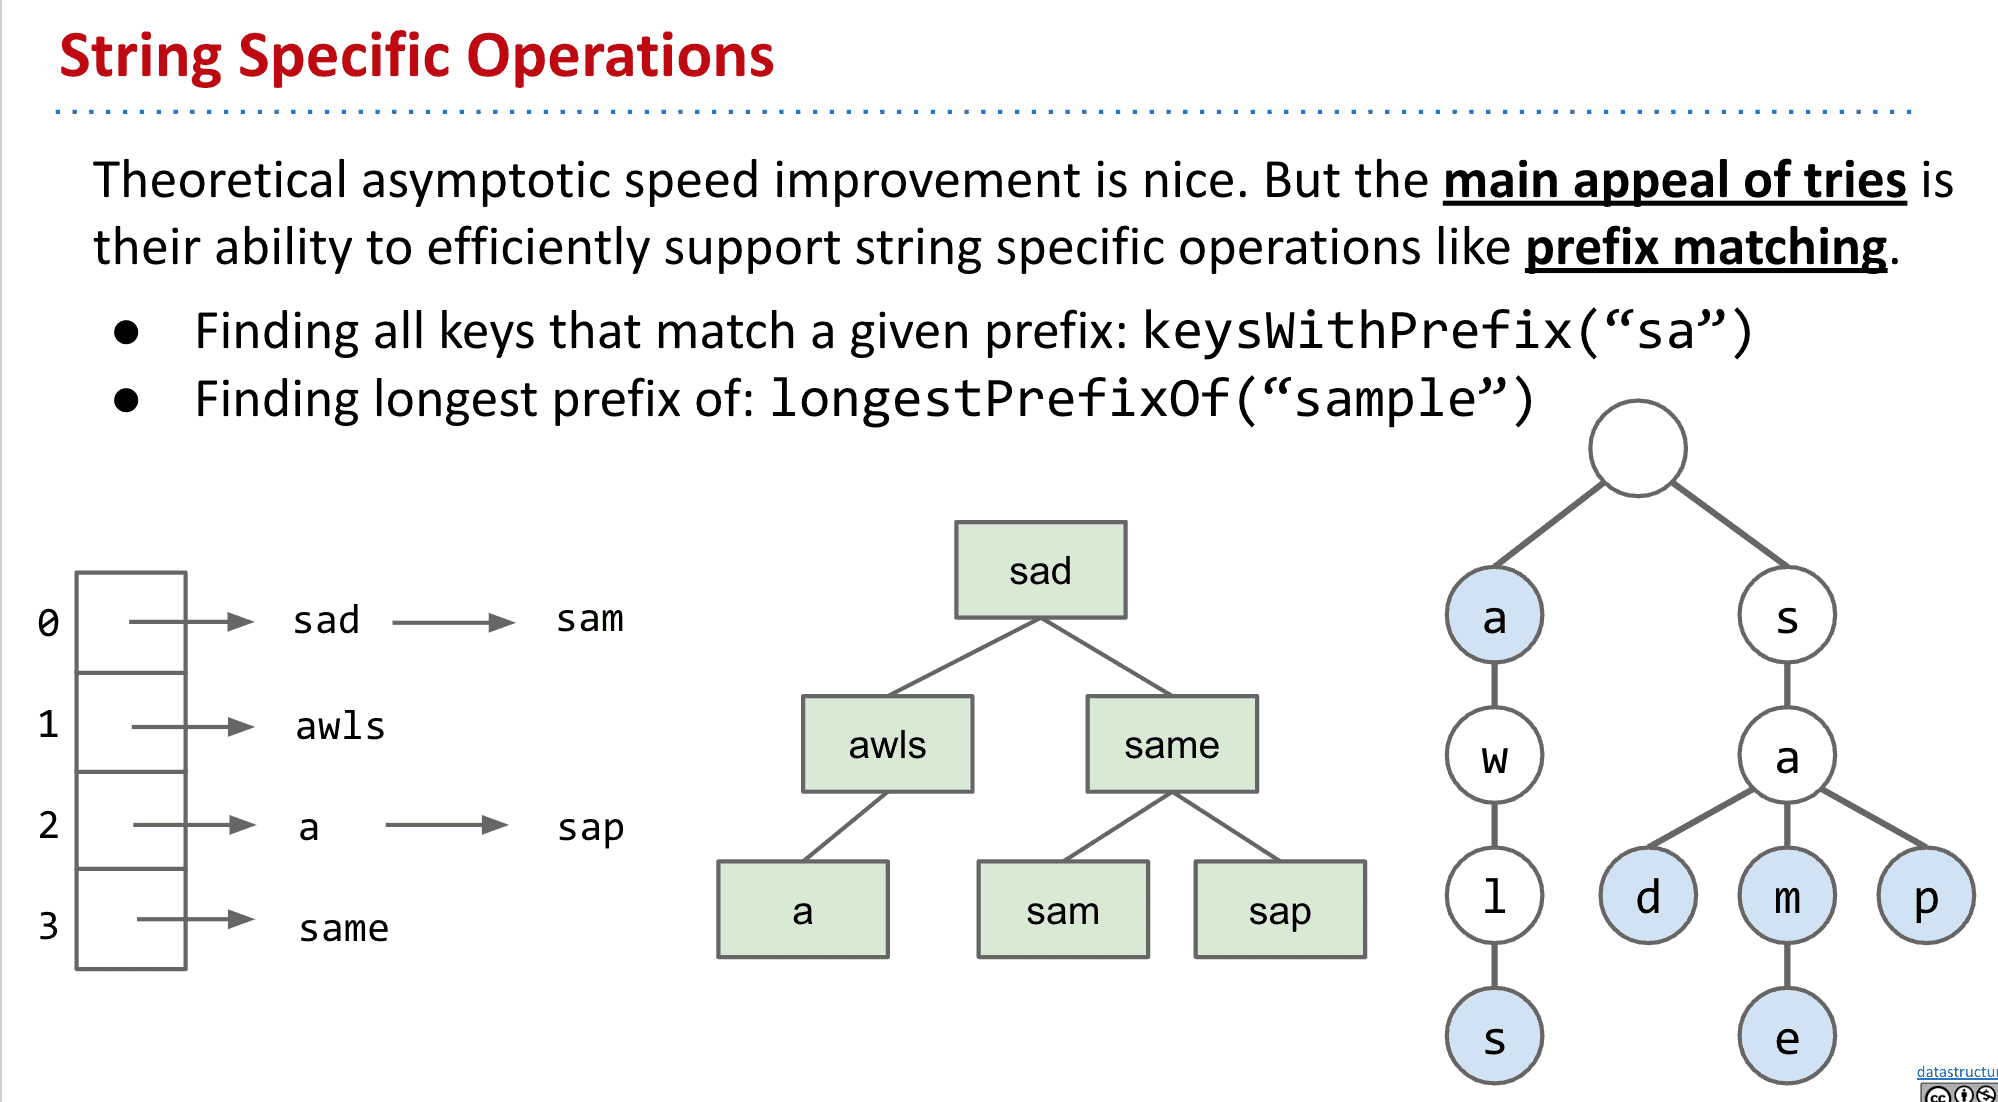 String Specific Operations
Theoretical asymptotic speed improvement is nice. But the main appeal of tries is
their ability to efficiently support string specific operations like prefix matching.
● Finding all keys that match a given prefix: keysWithPrefix(“sa”)
● Finding longest prefix of: longestPrefixOf(“sample”)
0 sad sam
1 awls
2 a sap
3 same
sad
awls same
a sam sap
a s
w a
l d m p
s e
datastructur
cc